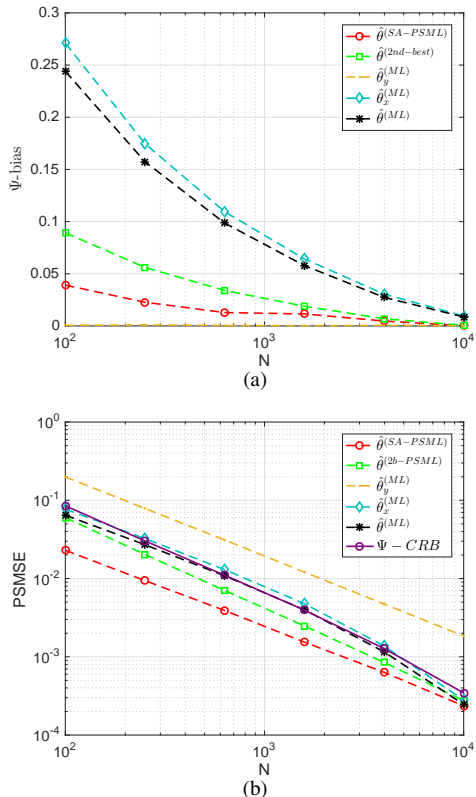 0.3
0.25
0.2
0.15
0.1
0.05
0
Ψ-bias
10^2
10^3
10^4
N
θ̂^(SA-PSML)
θ̂^(2nd-best)
θ̂_y^(ML)
θ̂_x^(ML)
θ̂^(ML)
(a)
10^0
10^-1
10^-2
10^-3
10^-4
PSMSE
10^2
10^3
10^4
N
θ̂^(SA-PSML)
θ̂^(2b-PSML)
θ̂_y^(ML)
θ̂_x^(ML)
θ̂^(ML)
Ψ - CRB
(b)